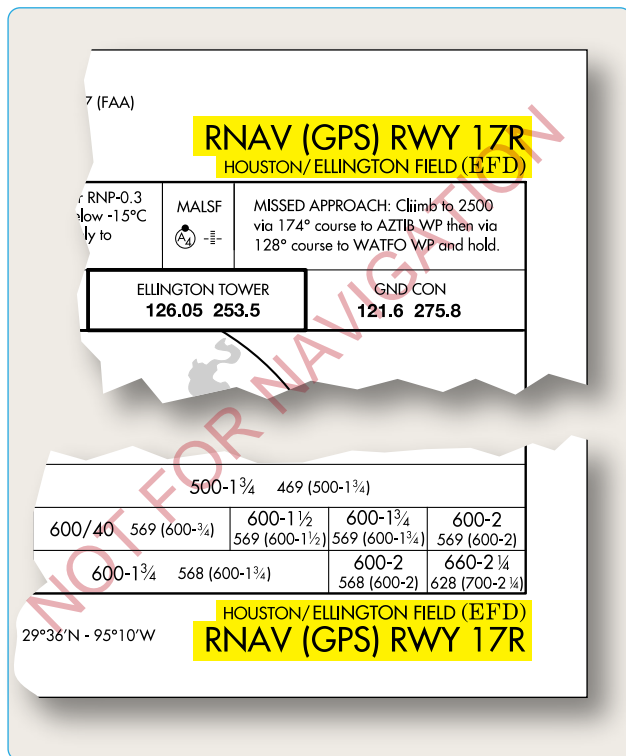 7 (FAA)
RNAV (GPS) RWY 17R
HOUSTON/ ELLINGTON FIELD (EFD)
RNP-0.3
elow -15°C
ly to
MALSF
A4
MISSED APPROACH: Cliimb to 2500
via 174° course to AZTIB WP then via
128° course to WATFO WP and hold.
ELLINGTON TOWER
126.05 253.5
GND CON
121.6 275.8
NOT FOR NAVIGATION
500-1¾ 469 (500-1¾)
600/40 569 (600-¾)
600-1½
569 (600-1½)
600-1¾
569 (600-1¾)
600-2
569 (600-2)
600-1¾ 568 (600-1¾)
600-2
568 (600-2)
660-2 ¼
628 (700-2 ¼)
HOUSTON/ ELLINGTON FIELD (EFD)
29°36'N - 95°10'W
RNAV (GPS) RWY 17R